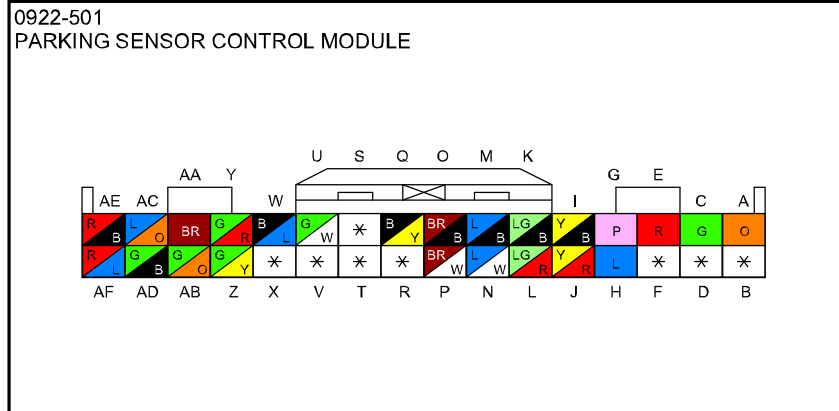 0922-501
PARKING SENSOR CONTROL MODULE
U S Q O M K
AA Y G E
AE AC W I C A
R B L O BR G R B L G W * B Y BR B L B LG B Y B P R G O
R L G B G O G Y * * * * BR W L W LG R Y R L * * *
AF AD AB Z X V T R P N L J H F D B